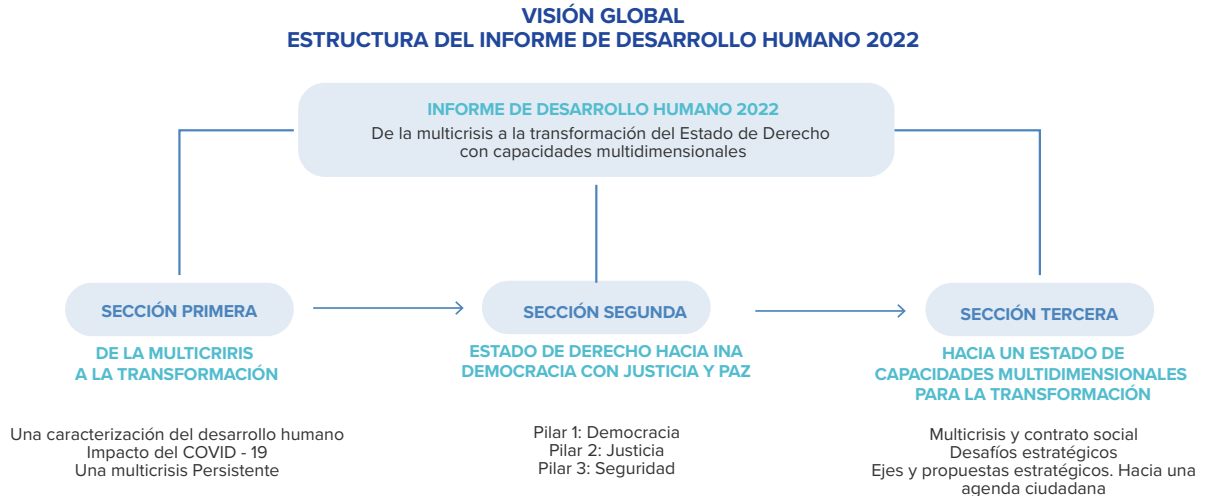 VISIÓN GLOBAL
ESTRUCTURA DEL INFORME DE DESARROLLO HUMANO 2022
INFORME DE DESARROLLO HUMANO 2022
De la multicrisis a la transformación del Estado de Derecho
con capacidades multidimensionales
SECCIÓN PRIMERA
DE LA MULTICRIRIS
A LA TRANSFORMACIÓN
Una caracterización del desarrollo humano
Impacto del COVID - 19
Una multicrisis Persistente
SECCIÓN SEGUNDA
ESTADO DE DERECHO HACIA INA
DEMOCRACIA CON JUSTICIA Y PAZ
Pilar 1: Democracia
Pilar 2: Justicia
Pilar 3: Seguridad
SECCIÓN TERCERA
HACIA UN ESTADO DE
CAPACIDADES MULTIDIMENSIONALES
PARA LA TRANSFORMACIÓN
Multicrisis y contrato social
Desafíos estratégicos
Ejes y propuestas estratégicos. Hacia una
agenda ciudadana